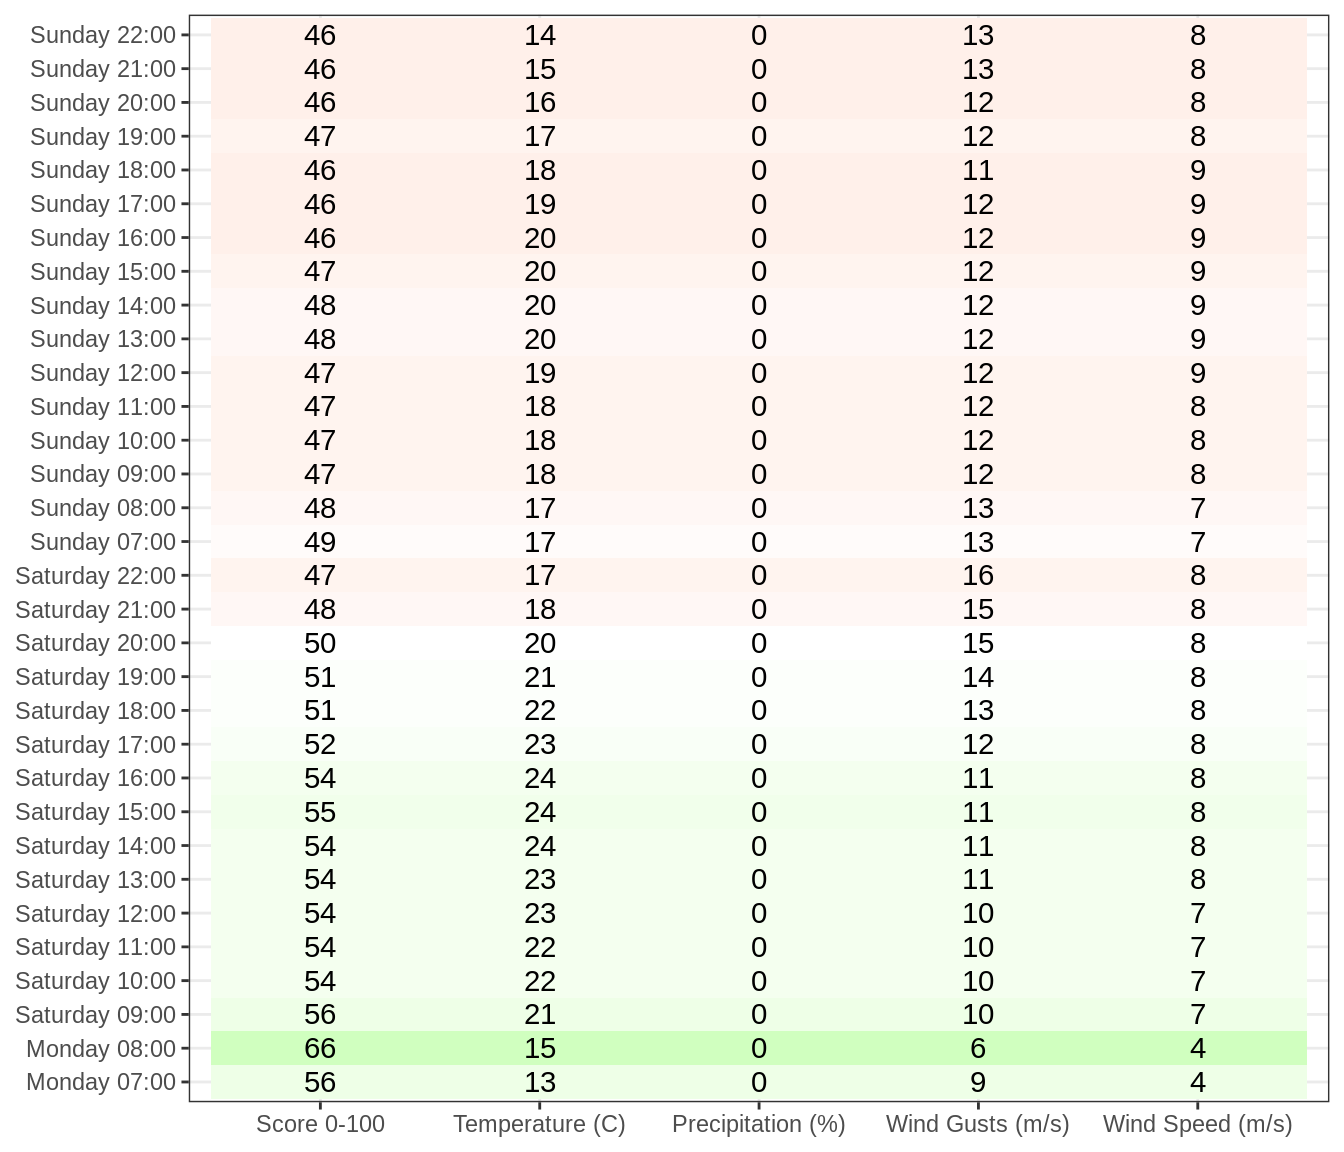 Sunday 22:00 46 14 0 13 8
Sunday 21:00 46 15 0 13 8
Sunday 20:00 46 16 0 12 8
Sunday 19:00 47 17 0 12 8
Sunday 18:00 46 18 0 11 9
Sunday 17:00 46 19 0 12 9
Sunday 16:00 46 20 0 12 9
Sunday 15:00 47 20 0 12 9
Sunday 14:00 48 20 0 12 9
Sunday 13:00 48 20 0 12 9
Sunday 12:00 47 19 0 12 9
Sunday 11:00 47 18 0 12 8
Sunday 10:00 47 18 0 12 8
Sunday 09:00 47 18 0 12 8
Sunday 08:00 48 17 0 13 7
Sunday 07:00 49 17 0 13 7
Saturday 22:00 47 17 0 16 8
Saturday 21:00 48 18 0 15 8
Saturday 20:00 50 20 0 15 8
Saturday 19:00 51 21 0 14 8
Saturday 18:00 51 22 0 13 8
Saturday 17:00 52 23 0 12 8
Saturday 16:00 54 24 0 11 8
Saturday 15:00 55 24 0 11 8
Saturday 14:00 54 24 0 11 8
Saturday 13:00 54 23 0 11 8
Saturday 12:00 54 23 0 10 7
Saturday 11:00 54 22 0 10 7
Saturday 10:00 54 22 0 10 7
Saturday 09:00 56 21 0 10 7
Monday 08:00 66 15 0 6 4
Monday 07:00 56 13 0 9 4
Score 0-100 Temperature (C) Precipitation (%) Wind Gusts (m/s) Wind Speed (m/s)